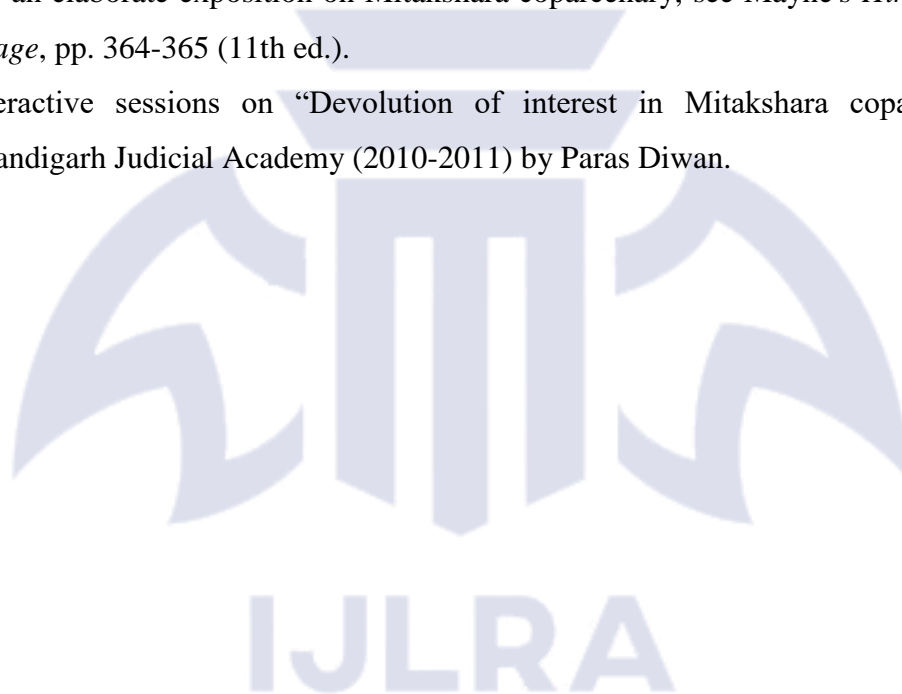 an elaborate exposition on Mitakshara coparcenary, see Mayne's
age, pp. 364-365 (11th ed.).
eractive sessions on “Devolution of interest in Mitakshara copa
andigarh Judicial Academy (2010-2011) by Paras Diwan.
IJLRA